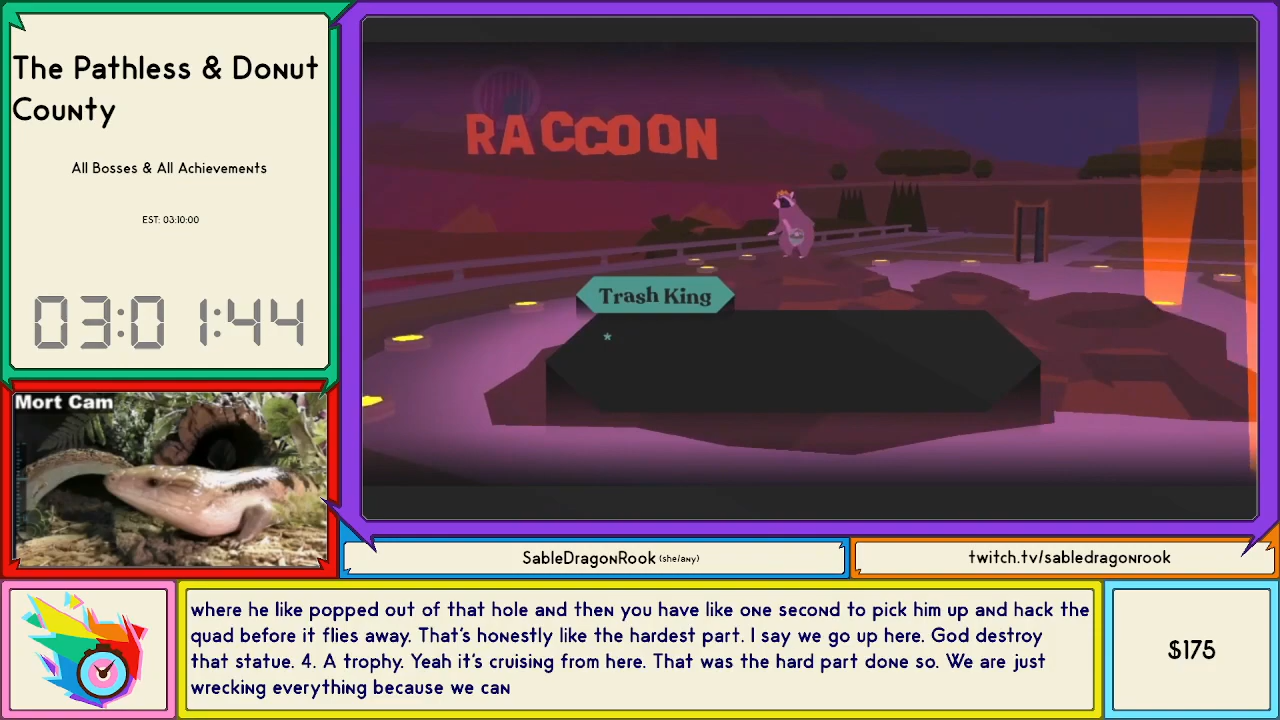 The Pathless & Donut
County
All Bosses & All Achievements
EST: 03:10:00
03:01:44
Mort Cam
RACCOON
Trash King
*
SableDragonRook (she/any)
twitch.tv/sabledragonrook
where he like popped out of that hole and then you have like one second to pick him up and hack the
quad before it flies away. That's honestly like the hardest part. I say we go up here. God destroy
that statue. 4. A trophy. Yeah it's cruising from here. That was the hard part done so. We are just
wrecking everything because we can
$175